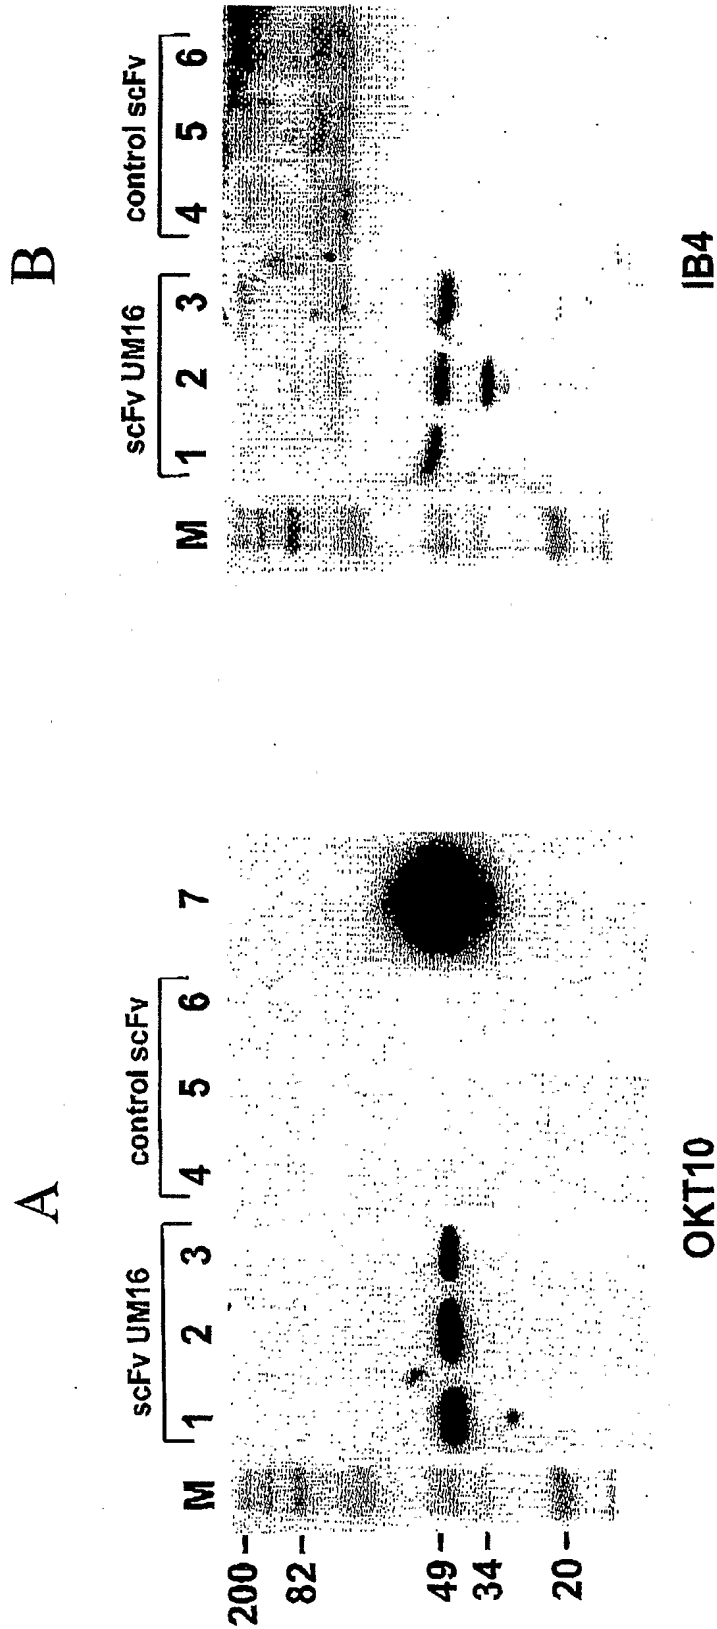 A
scFv UM16
control scFv
M 1 2 3 4 5 6 7
200 –
82 –
49 –
34 –
20 –
OKT10
B
scFv UM16
control scFv
M 1 2 3 4 5 6
IB4